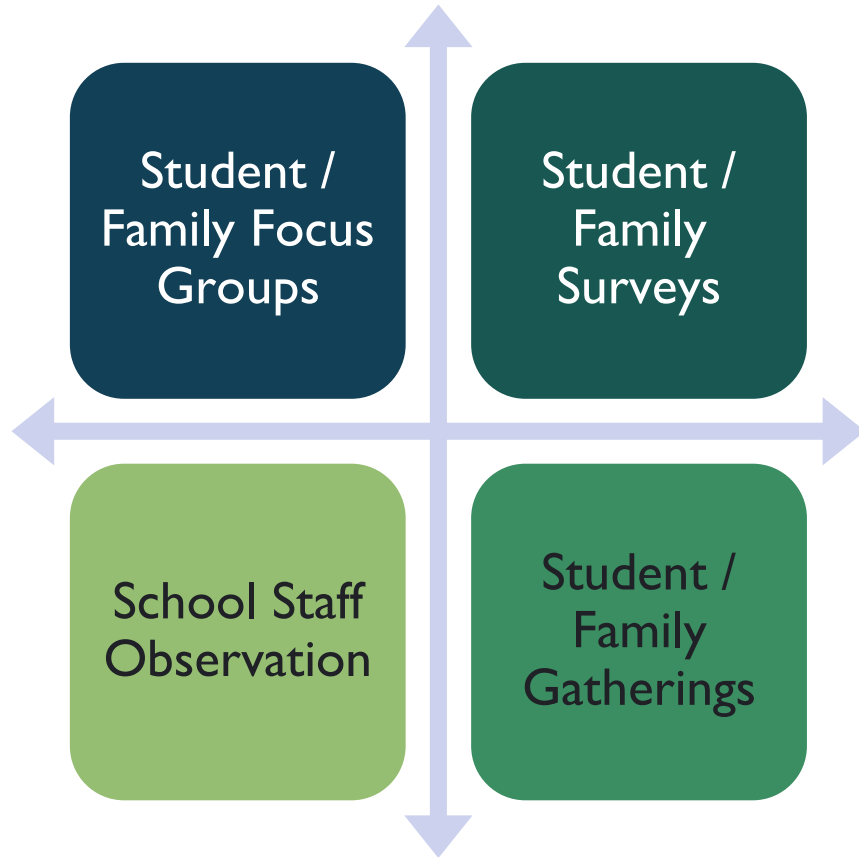 Student /
Family Focus
Groups
Student /
Family
Surveys
School Staff
Observation
Student /
Family
Gatherings